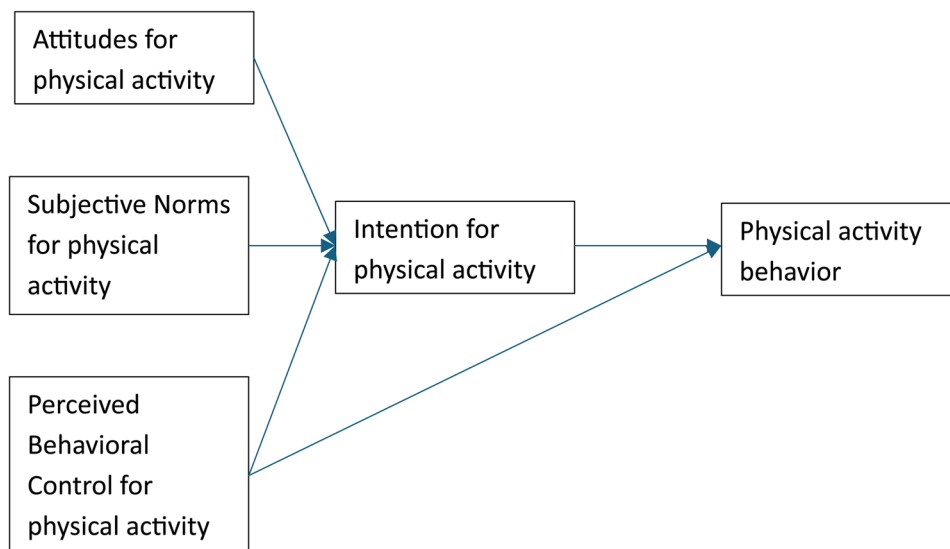 Attitudes for
physical activity
Subjective Norms
for physical
activity
Intention for
physical activity
Physical activity
behavior
Perceived
Behavioral
Control for
physical activity